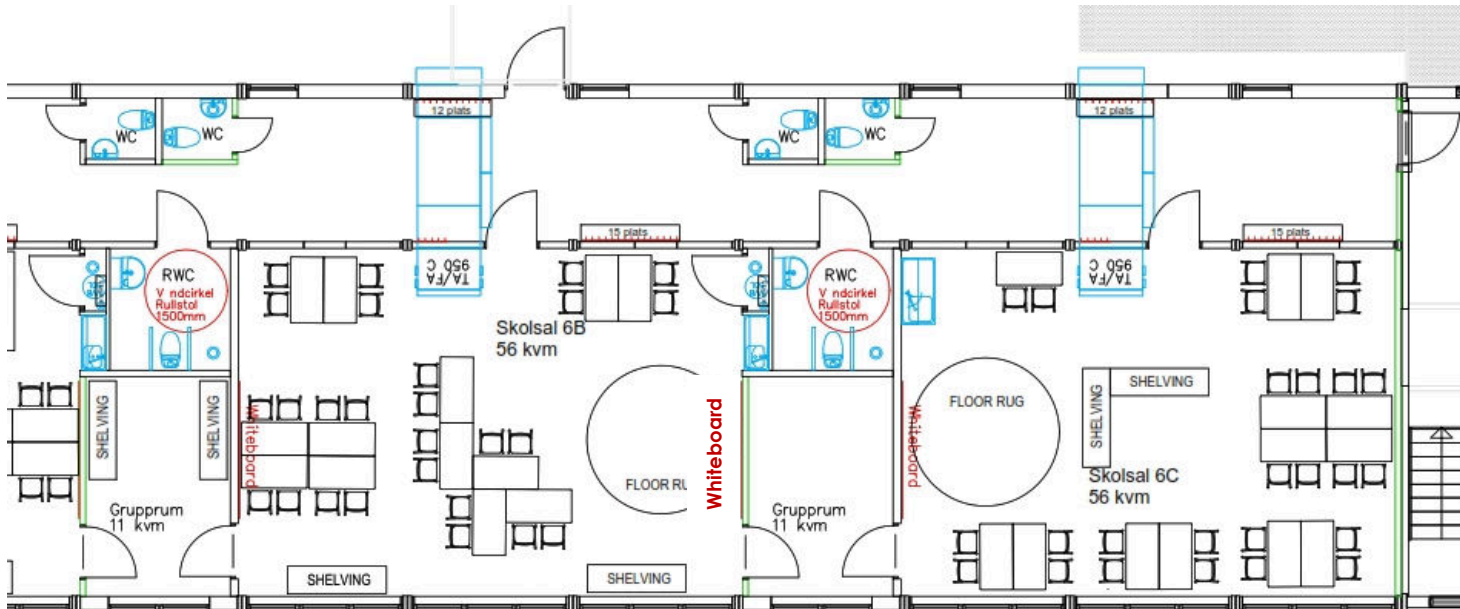 12 plats
12 plats
WC
WC
WC
WC
15 plats
15 plats
RWC
V ndcirkel
Rullstol
1500mm
TA/FA
950 C
RWC
V ndcirkel
Rullstol
1500mm
TA/FA
950 C
Skolsal 6B
56 kvm
SHELVING
SHELVING
Whiteboard
FLOOR RU
Whiteboard
Whiteboard
FLOOR RUG
SHELVING
SHELVING
Skolsal 6C
56 kvm
Grupprum
11 kvm
Grupprum
11 kvm
SHELVING
SHELVING